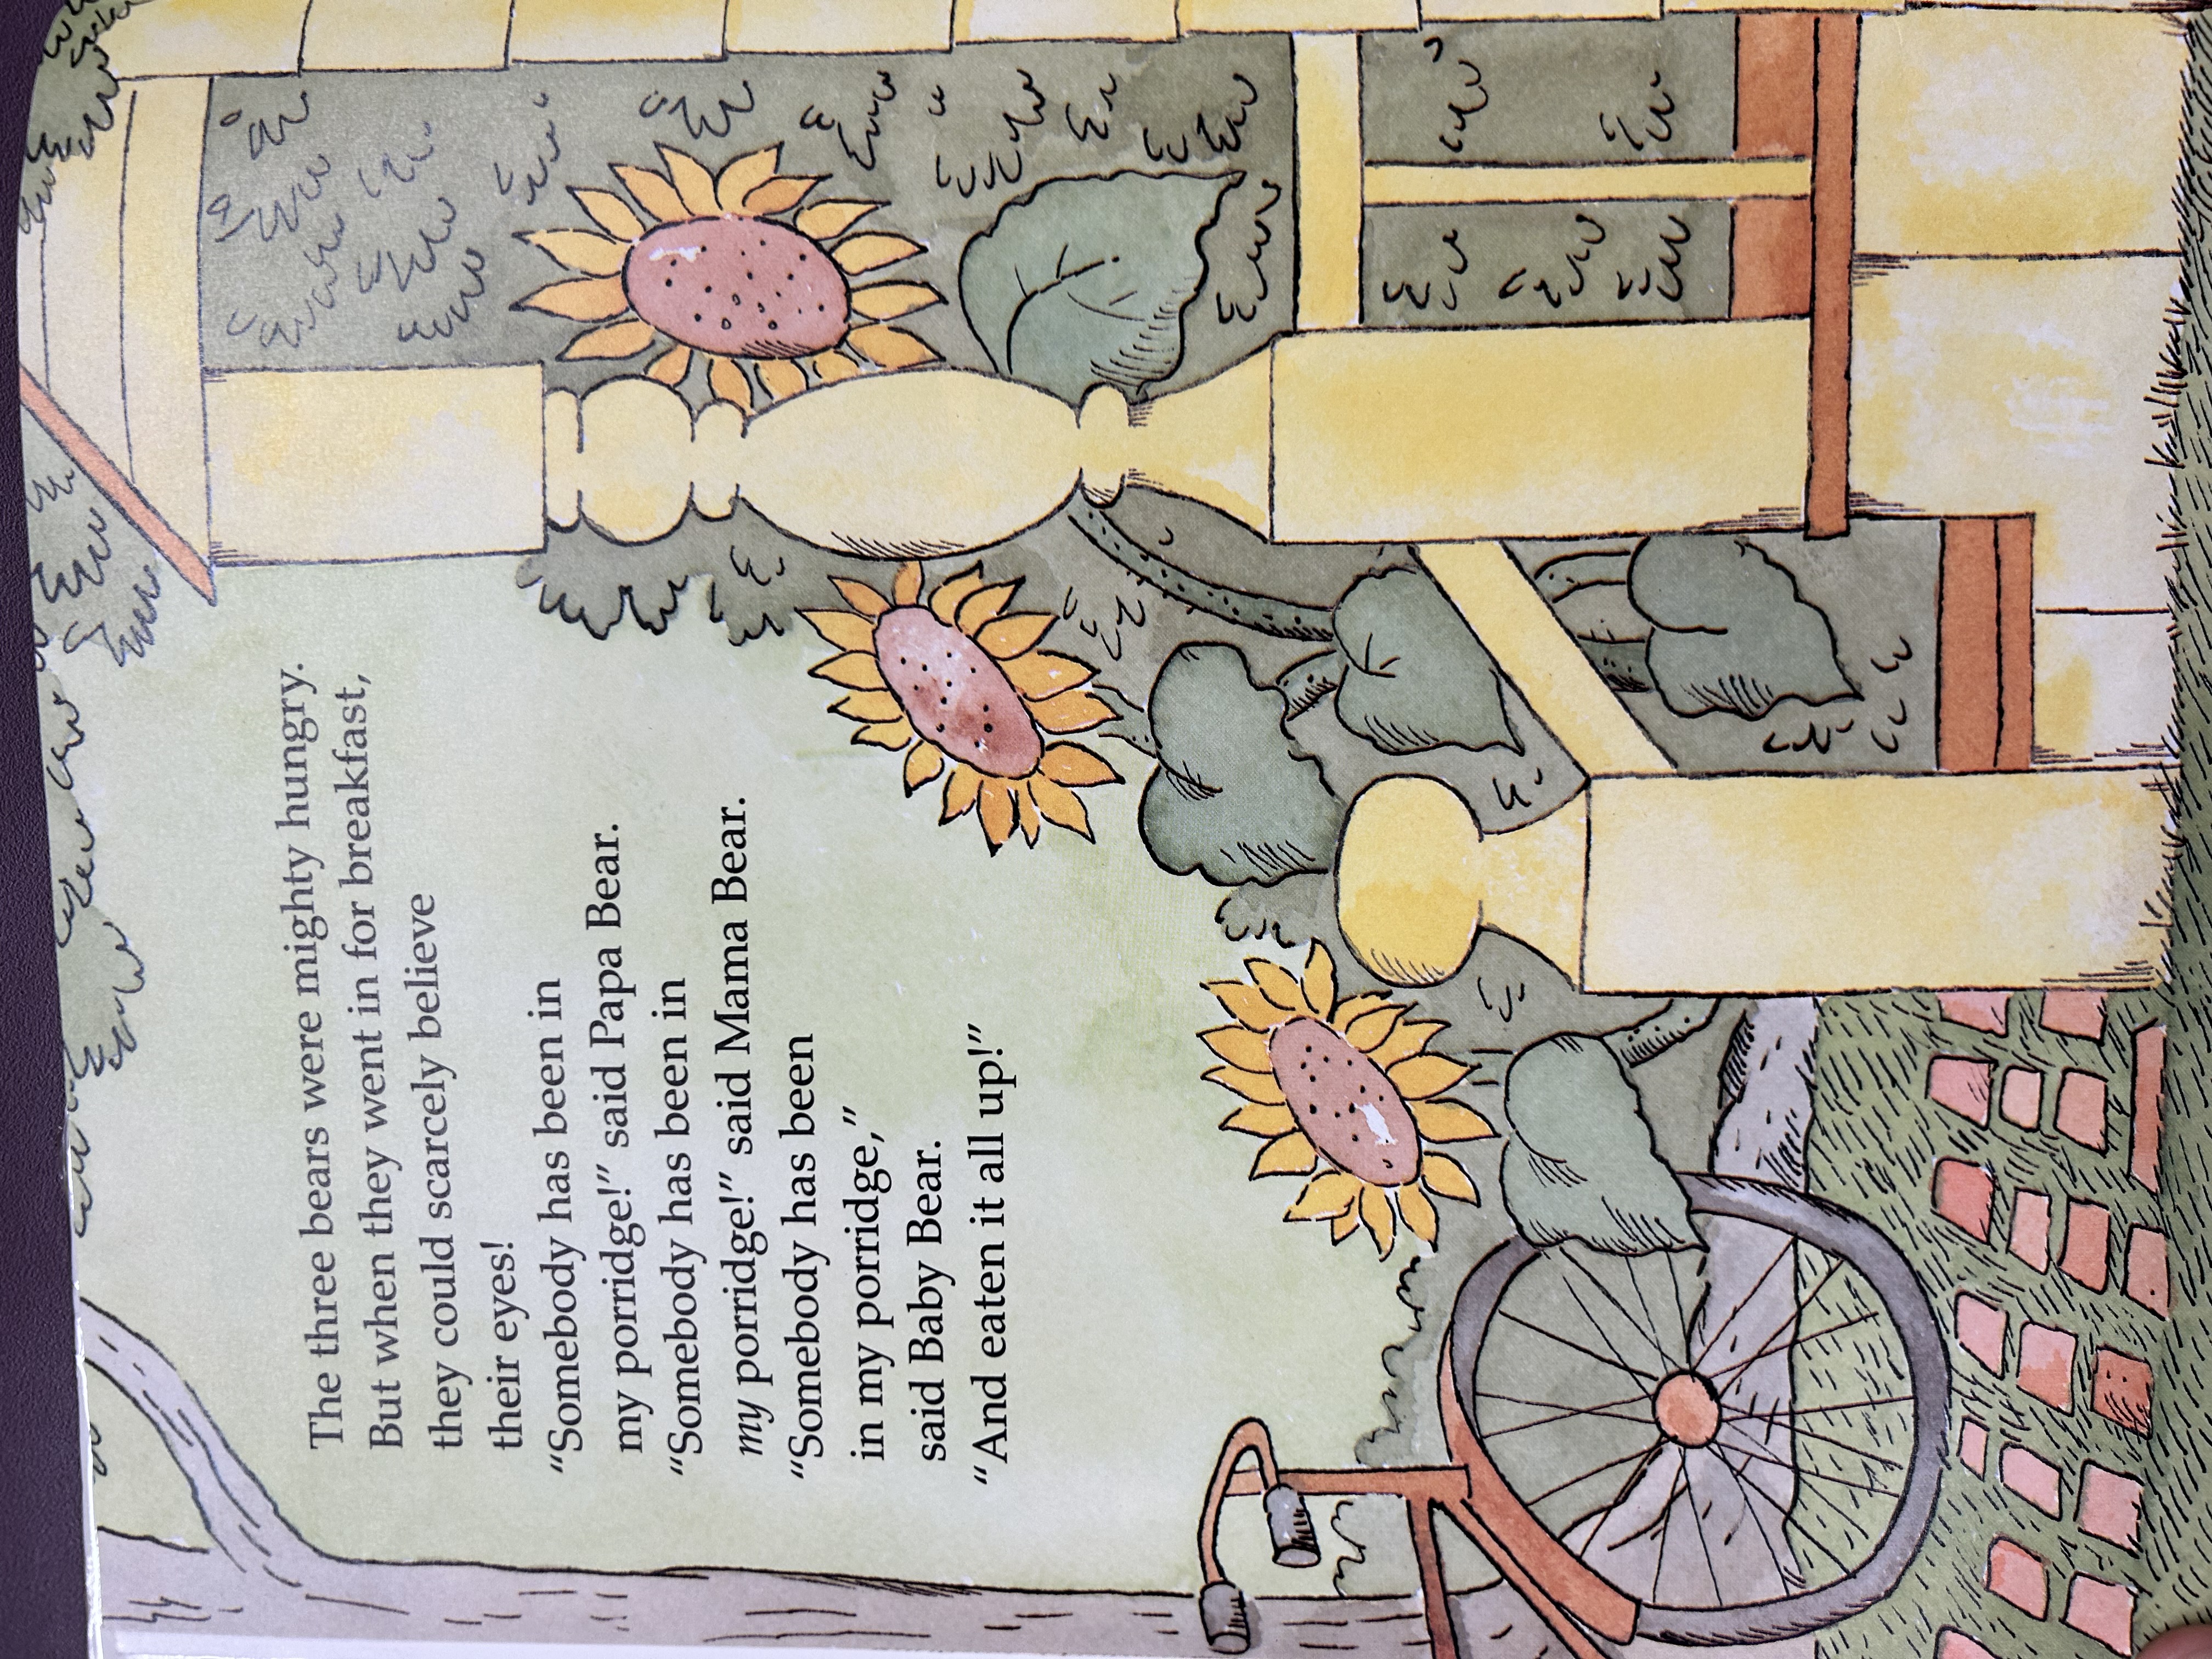 The three bears were mighty hungry.
But when they went in for breakfast,
they could scarcely believe
their eyes!
“Somebody has been in
my porridge!” said Papa Bear.
“Somebody has been in
my porridge!” said Mama Bear.
“Somebody has been
in my porridge,”
said Baby Bear.
“And eaten it all up!”